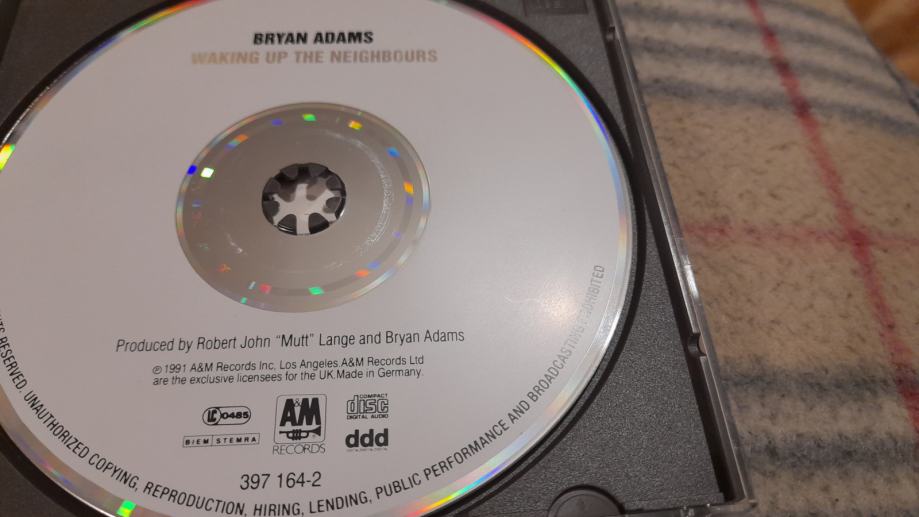 BRYAN ADAMS
WAKING UP THE NEIGHBOURS
Produced by Robert John "Mutt" Lange and Bryan Adams
℗ 1991 A&M Records Inc, Los Angeles.A&M Records Ltd
are the exclusive licensees for the UK.Made in Germany.
LC 0485
BIEM STEMRA
A&M
RECORDS
COMPACT
disc
DIGITAL AUDIO
ddd
397 164-2
RESERVED. UNAUTHORIZED COPYING, REPRODUCTION, HIRING, LENDING, PUBLIC PERFORMANCE AND BROADCASTING PROHIBITED